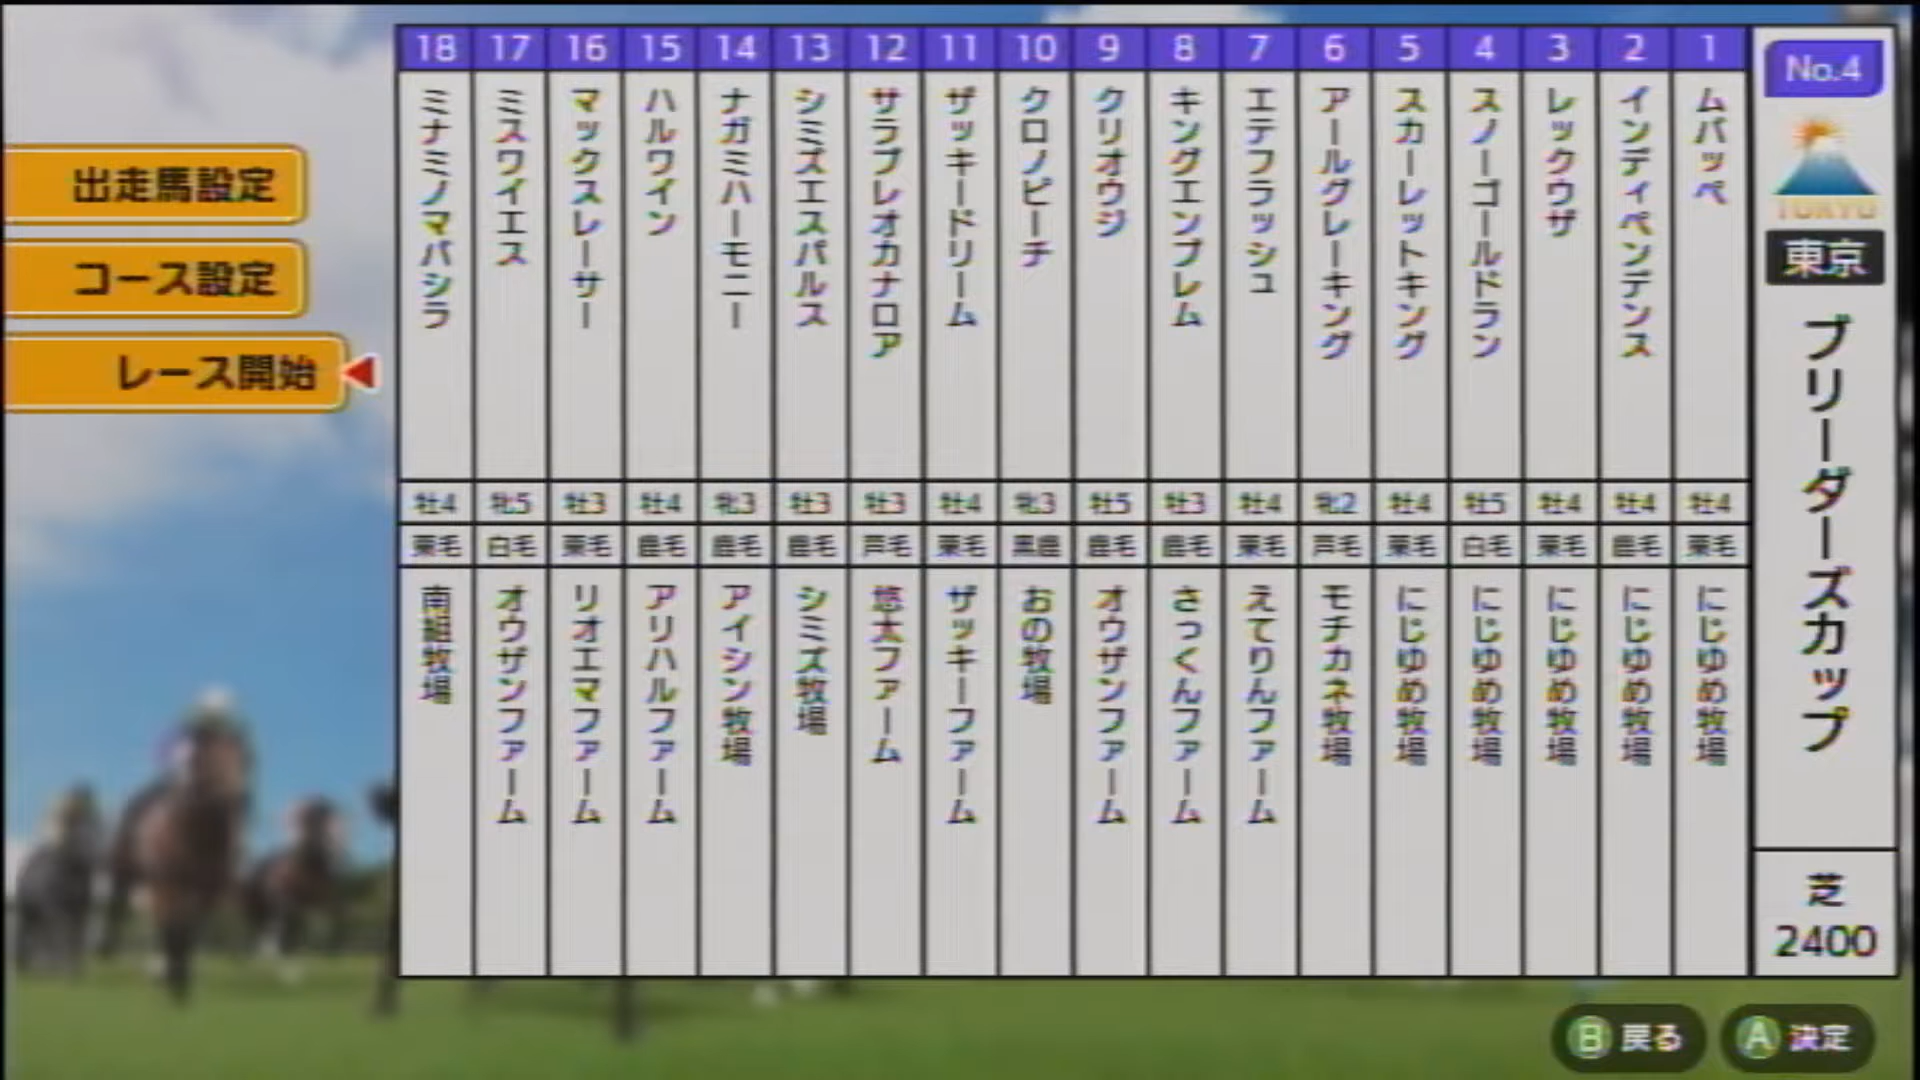 No.4
TOKYO
東京
ブリーダーズカップ
芝
2400
1
ムバッペ
牡4
栗毛
にじゆめ牧場
2
インディペンデンス
牡4
鹿毛
にじゆめ牧場
3
レックウザ
牡4
栗毛
にじゆめ牧場
4
スノーゴールドラン
牡5
白毛
にじゆめ牧場
5
スカーレットキング
牡4
栗毛
にじゆめ牧場
6
アールグレーキング
牝2
芦毛
モチカネ牧場
7
エテフラッシュ
牡4
栗毛
えてりんファーム
8
キングエンブレム
牡3
鹿毛
さっくんファーム
9
クリオウジ
牡5
鹿毛
オウザンファーム
10
クロノピーチ
牝3
黒鹿
おの牧場
11
ザッキードリーム
牡4
栗毛
ザッキーファーム
12
サラブレオカナロア
牡3
芦毛
悠太ファーム
13
シミズエスパルス
牡3
鹿毛
シミズ牧場
14
ナガミハーモニー
牝3
鹿毛
アイシン牧場
15
ハルワイン
牡4
鹿毛
アリハルファーム
16
マックスレーサー
牡3
栗毛
リオエマファーム
17
ミスワイエス
牝5
白毛
オウザンファーム
18
ミナミノマバシラ
牡4
栗毛
南組牧場
出走馬設定
コース設定
レース開始
B 戻る
A 決定